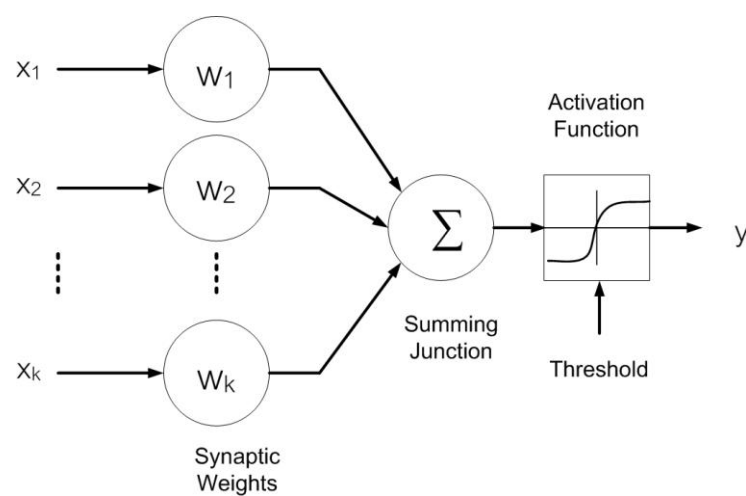 x1
w1
Activation
Function
x2
w2
Σ
y
Summing
Junction
Threshold
xk
wk
Synaptic
Weights